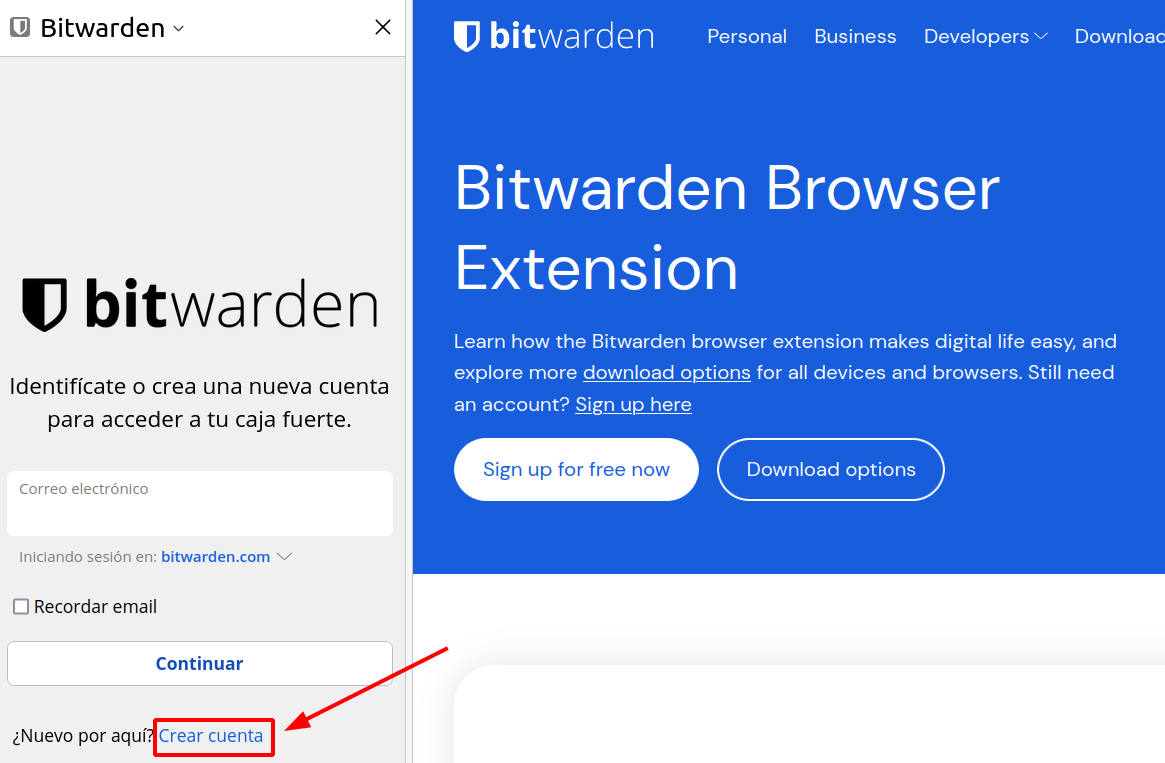 Bitwarden
bitwarden
Identifícate o crea una nueva cuenta
para acceder a tu caja fuerte.
Correo electrónico
Iniciando sesión en: bitwarden.com
Recordar email
Continuar
¿Nuevo por aquí? Crear cuenta
bitwarden
Personal Business Developers Download
Bitwarden Browser
Extension
Learn how the Bitwarden browser extension makes digital life easy, and
explore more download options for all devices and browsers. Still need
an account? Sign up here
Sign up for free now
Download options